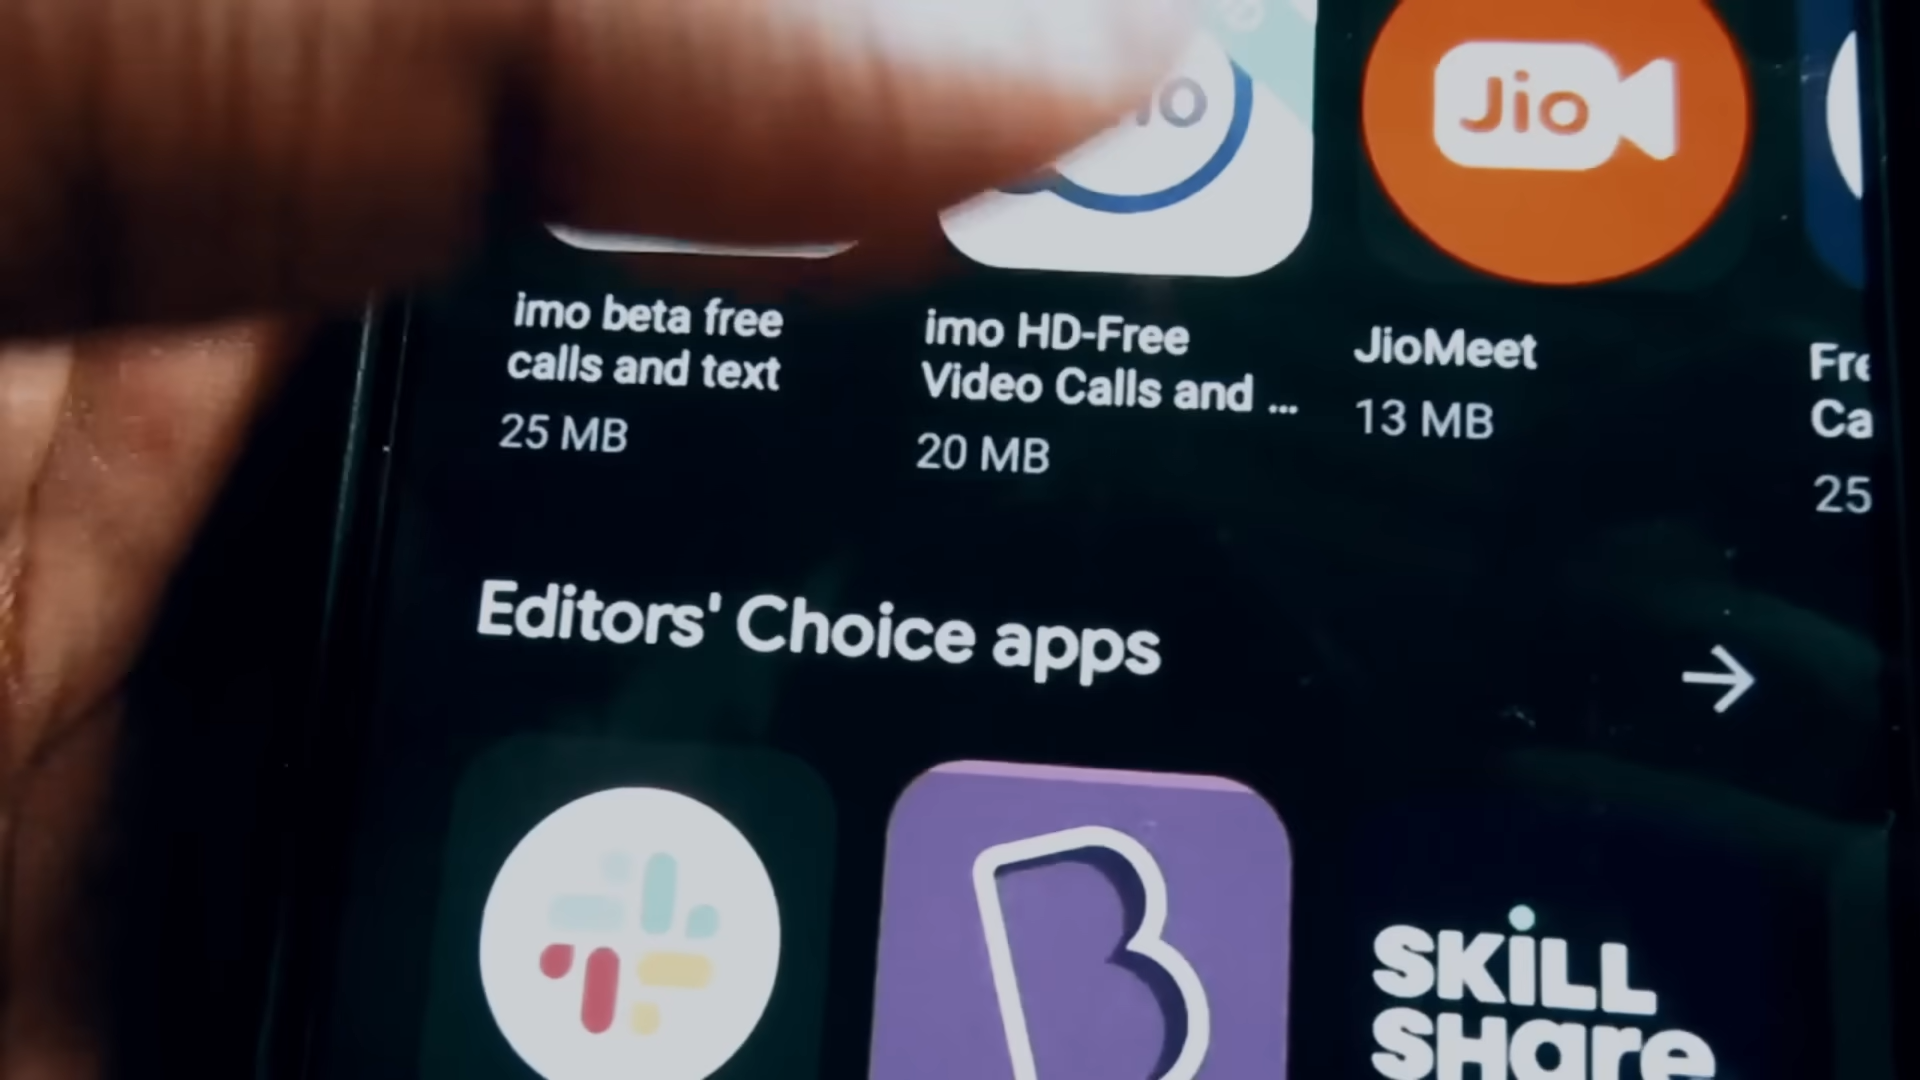 Jio
imo beta free
calls and text
25 MB
imo HD-Free
Video Calls and ...
20 MB
JioMeet
13 MB
25
Editors' Choice apps
B
SKiLL
SHare